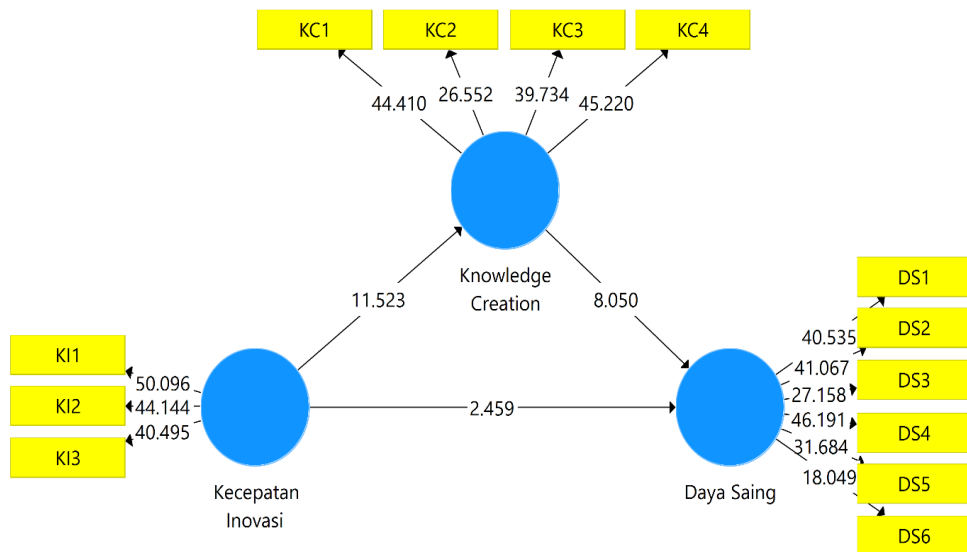 KC1
KC2
KC3
KC4
44.410
26.552
39.734
45.220
Knowledge
Creation
11.523
8.050
DS1
DS2
DS3
DS4
DS5
DS6
40.535
41.067
27.158
46.191
31.684
18.049
KI1
KI2
KI3
50.096
44.144
40.495
2.459
Kecepatan
Inovasi
Daya Saing